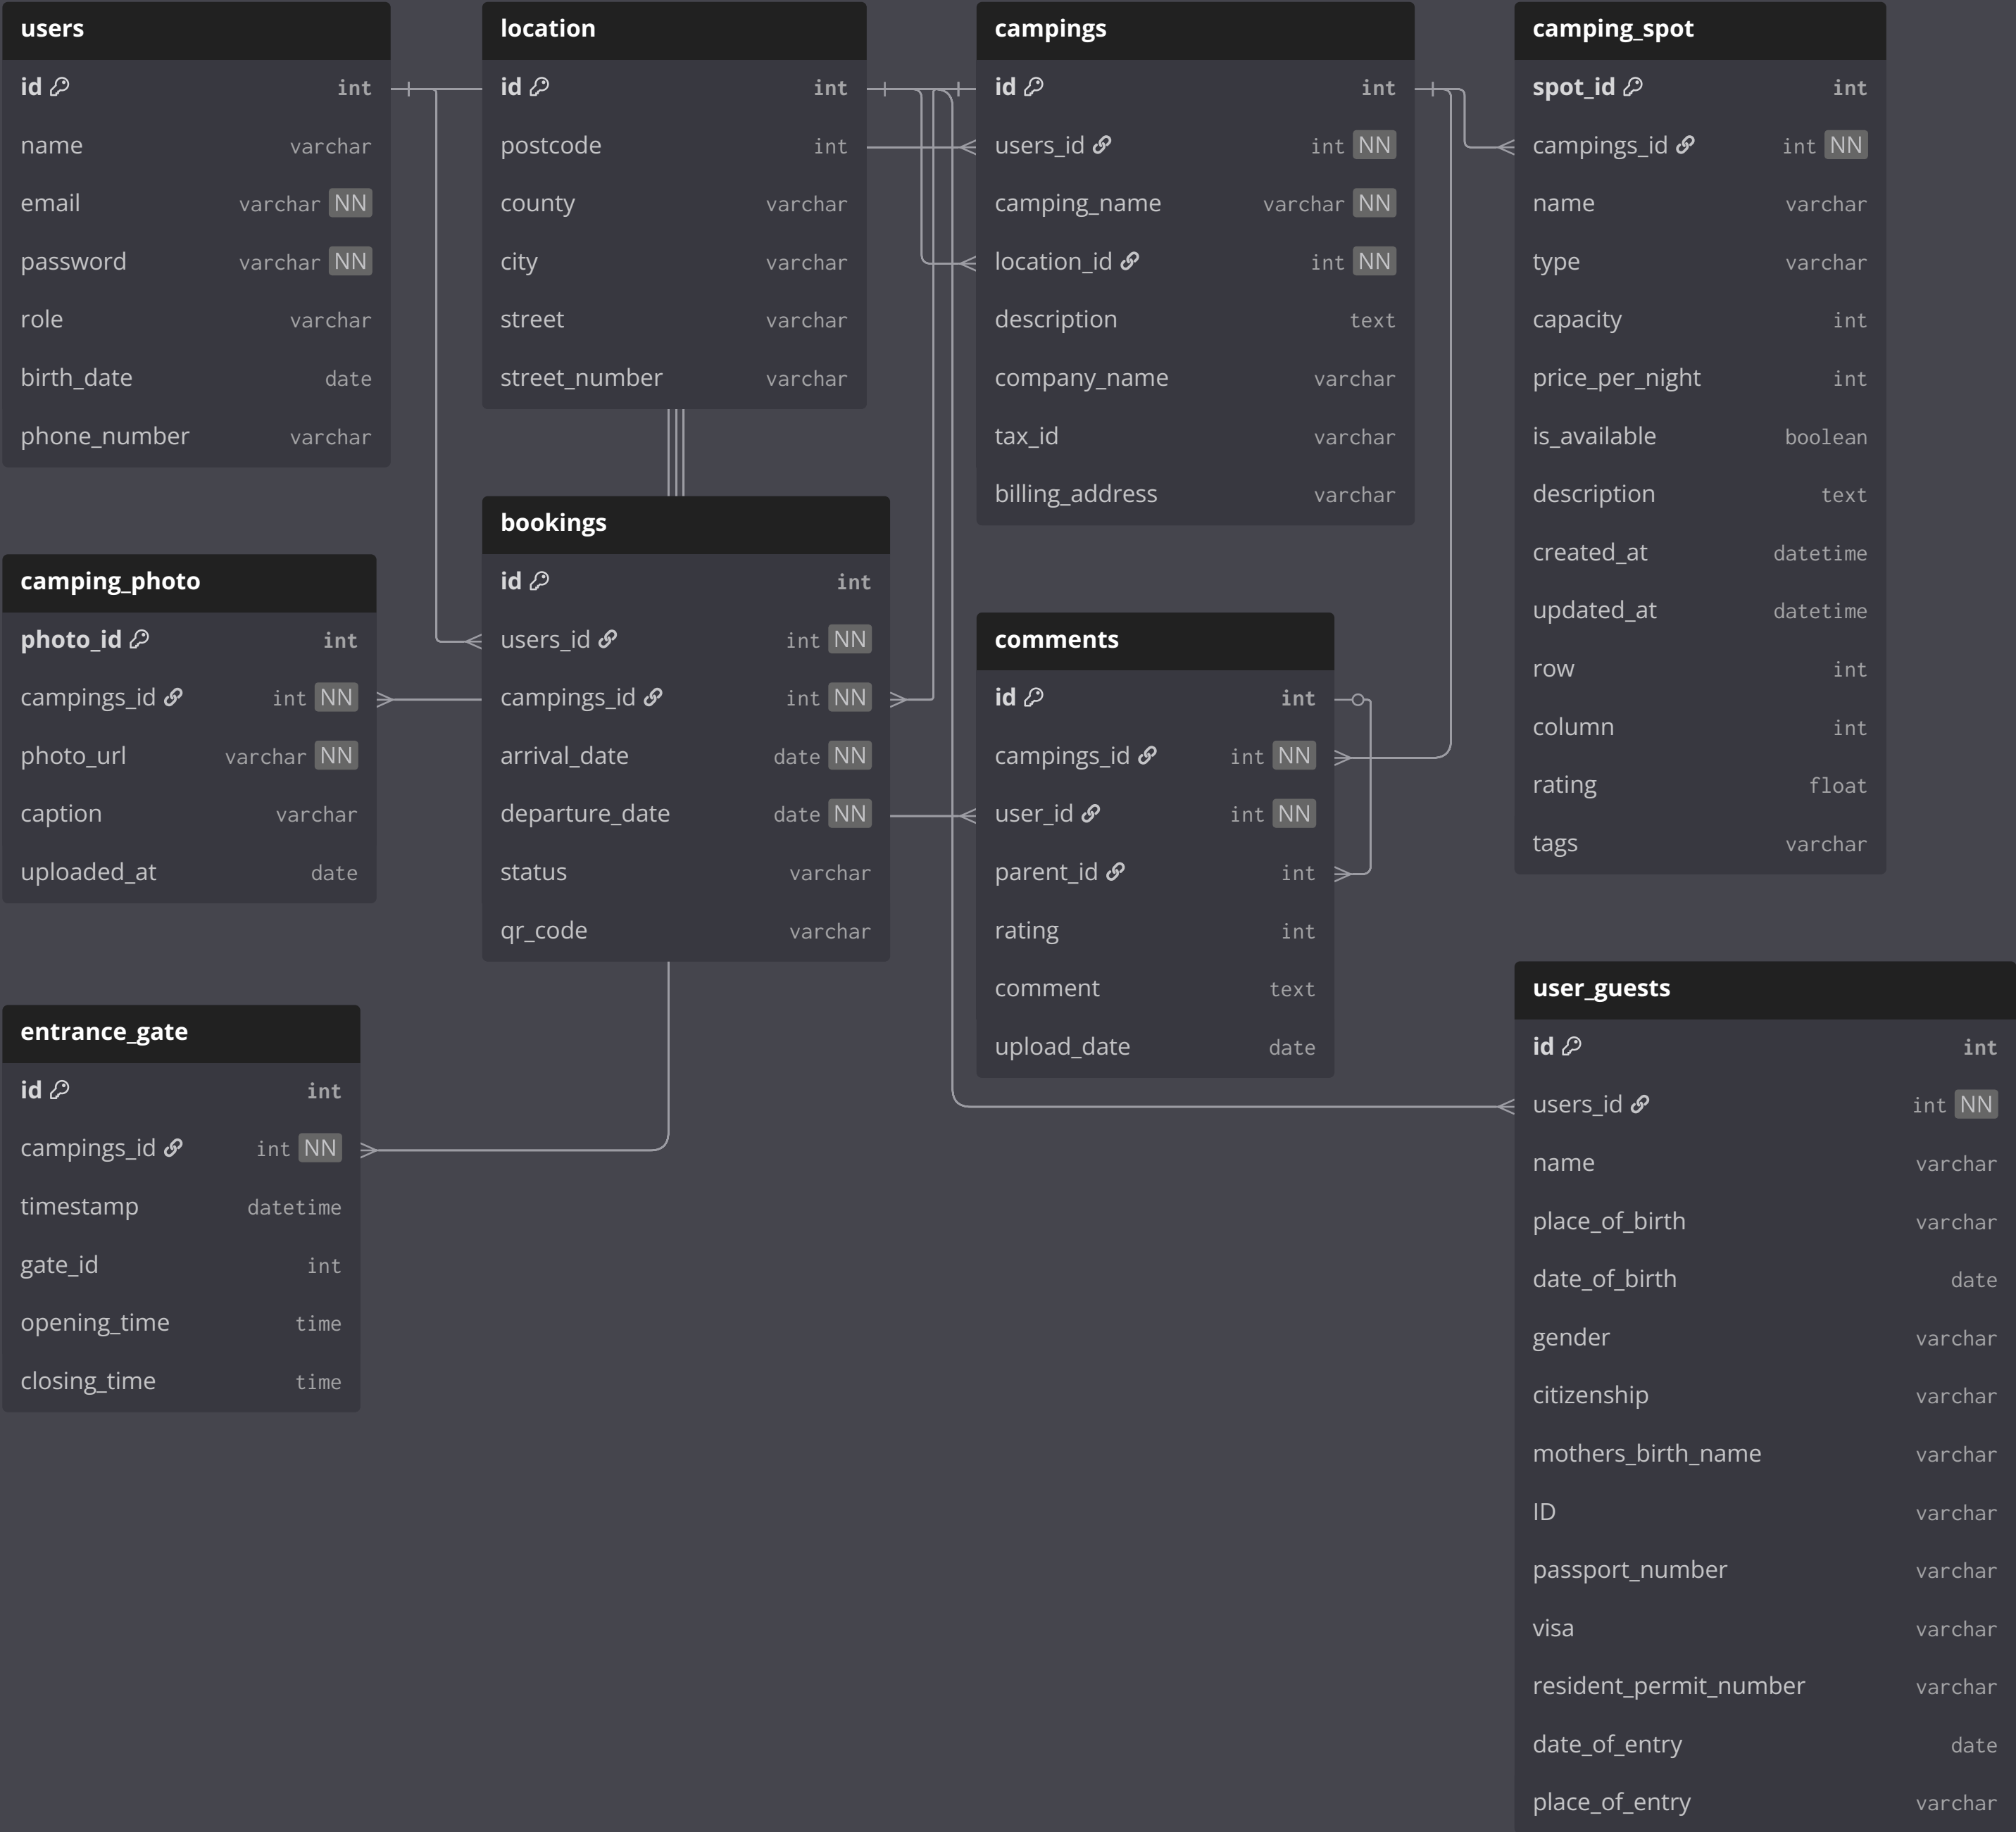 users
id int
name varchar
email varchar NN
password varchar NN
role varchar
birth_date date
phone_number varchar
location
id int
postcode int
county varchar
city varchar
street varchar
street_number varchar
campings
id int
users_id int NN
camping_name varchar NN
location_id int NN
description text
company_name varchar
tax_id varchar
billing_address varchar
camping_spot
spot_id int
campings_id int NN
name varchar
type varchar
capacity int
price_per_night int
is_available boolean
description text
created_at datetime
updated_at datetime
row int
column int
rating float
tags varchar
camping_photo
photo_id int
campings_id int NN
photo_url varchar NN
caption varchar
uploaded_at date
bookings
id int
users_id int NN
campings_id int NN
arrival_date date NN
departure_date date NN
status varchar
qr_code varchar
comments
id int
campings_id int NN
user_id int NN
parent_id int
rating int
comment text
upload_date date
entrance_gate
id int
campings_id int NN
timestamp datetime
gate_id int
opening_time time
closing_time time
user_guests
id int
users_id int NN
name varchar
place_of_birth varchar
date_of_birth date
gender varchar
citizenship varchar
mothers_birth_name varchar
ID varchar
passport_number varchar
visa varchar
resident_permit_number varchar
date_of_entry date
place_of_entry varchar